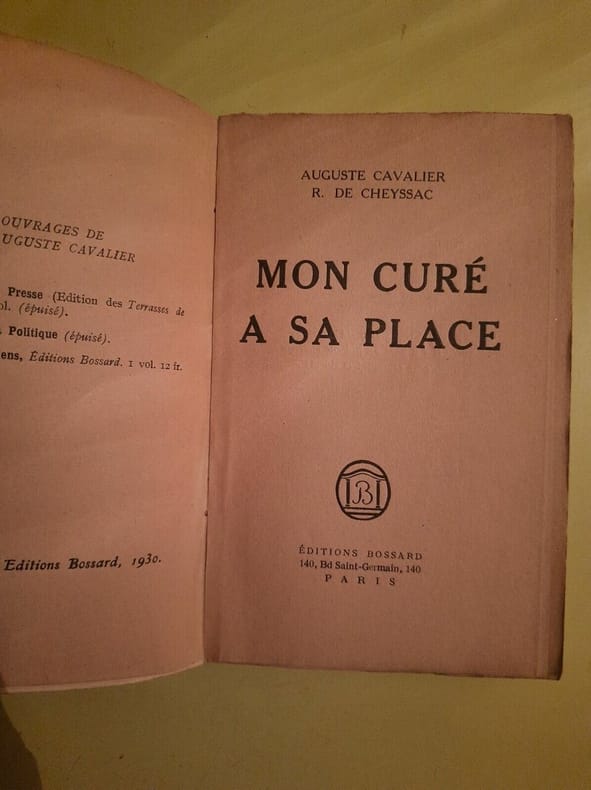 OUVRAGES DE
UGUSTE CAVALIER
Presse (Edition des Terrasses de
ol. (épuisé).
Politique (épuisé).
ens, Éditions Bossard. 1 vol. 12 fr.
Editions Bossard, 1930.
AUGUSTE CAVALIER
R. DE CHEYSSAC
MON CURÉ
A SA PLACE
B
ÉDITIONS BOSSARD
140, Bd Saint-Germain, 140
PARIS